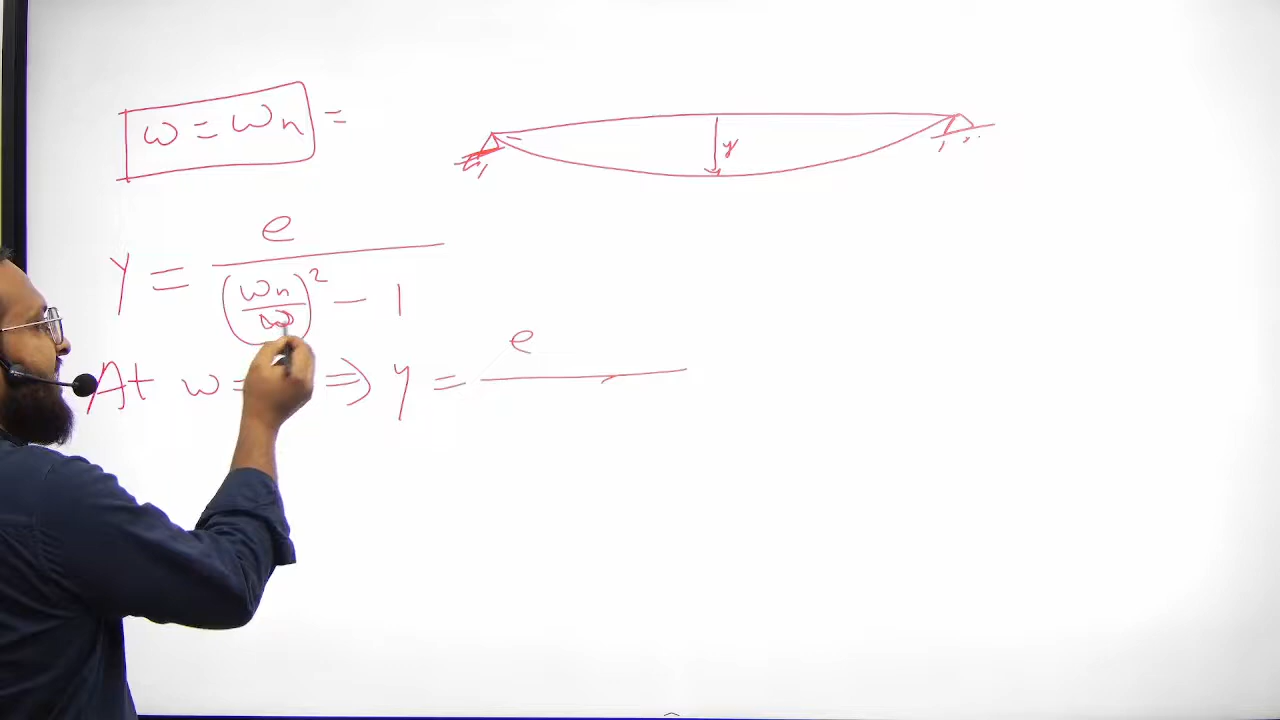 ω = ωn =
y
e
y = ───
(ωn/ω)² - 1
At ω = ⇒ y = e/